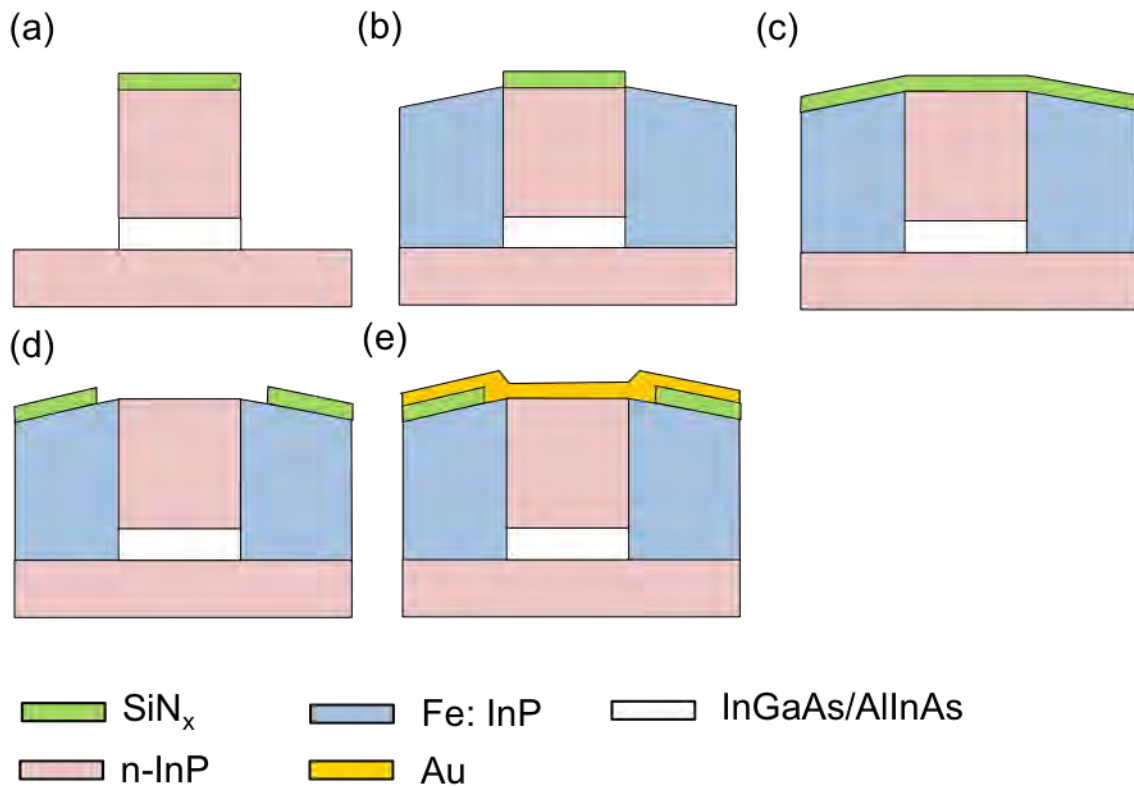 (a)
(b)
(c)
(d)
(e)
SiNx
Fe: InP
InGaAs/AlInAs
n-InP
Au